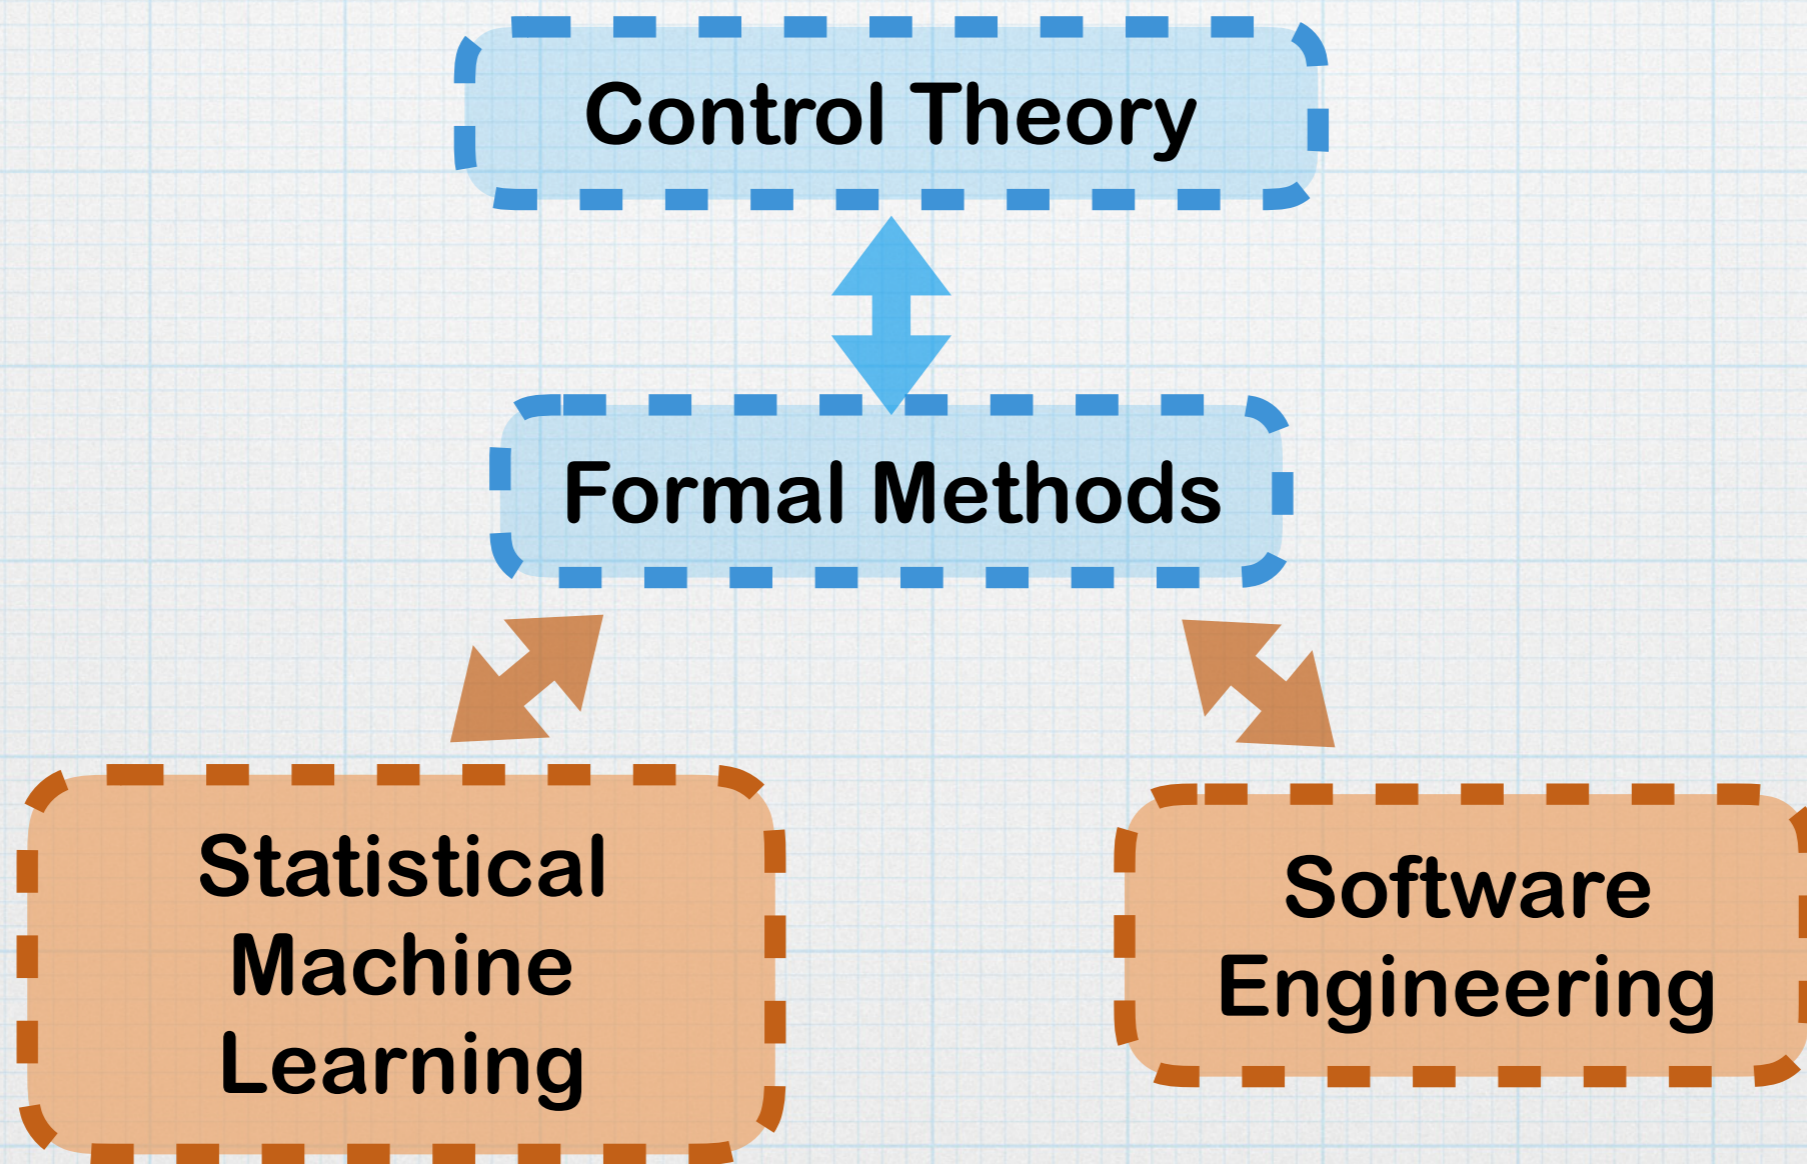 Control Theory
Formal Methods
Statistical
Machine
Learning
Software
Engineering